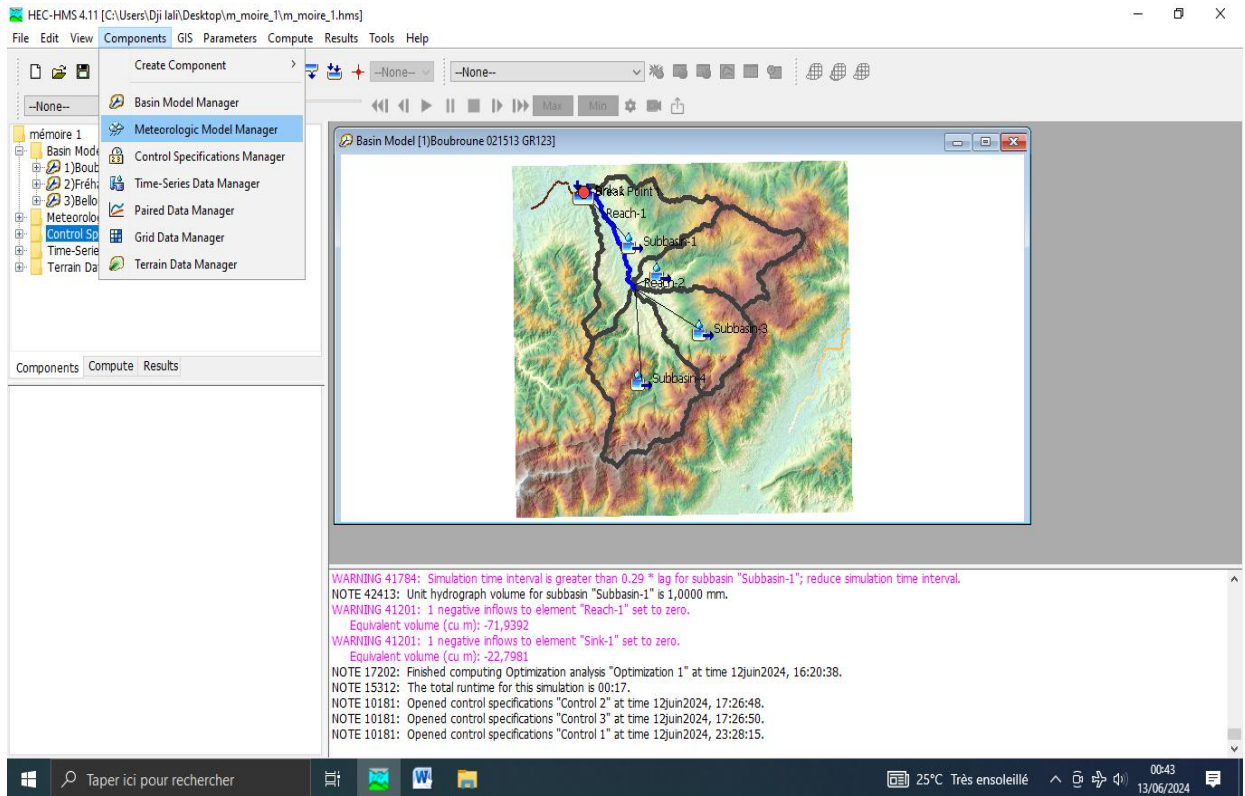 HEC-HMS 4.11 [C:\Users\Dji lali\Desktop\m_moire_1\m_moire_1.hms]
File Edit View Components GIS Parameters Compute Results Tools Help
Create Component
--None--
--None--
Basin Model Manager
--None--
Max
Min
Meteorologic Model Manager
mémoire 1
Basin Model [1)Boubroune 021513 GR123]
Basin Mode
Control Specifications Manager
1)Boub
2)Fréha
Time-Series Data Manager
3)Bello
Break Point
Meteorolo
Paired Data Manager
Reach-1
Control Sp
Grid Data Manager
Subbasin-1
Time-Serie
Terrain Da
Terrain Data Manager
Reach-2
Subbasin-3
Components Compute Results
Subbasin-4
WARNING 41784: Simulation time interval is greater than 0.29 * lag for subbasin "Subbasin-1"; reduce simulation time interval.
NOTE 42413: Unit hydrograph volume for subbasin "Subbasin-1" is 1,0000 mm.
WARNING 41201: 1 negative inflows to element "Reach-1" set to zero.
Equivalent volume (cu m): -71,9392
WARNING 41201: 1 negative inflows to element "Sink-1" set to zero.
Equivalent volume (cu m): -22,7981
NOTE 17202: Finished computing Optimization analysis "Optimization 1" at time 12juin2024, 16:20:38.
NOTE 15312: The total runtime for this simulation is 00:17.
NOTE 10181: Opened control specifications "Control 2" at time 12juin2024, 17:26:48.
NOTE 10181: Opened control specifications "Control 3" at time 12juin2024, 17:26:50.
NOTE 10181: Opened control specifications "Control 1" at time 12juin2024, 23:28:15.
Taper ici pour rechercher
25°C Très ensoleillé
00:43
13/06/2024